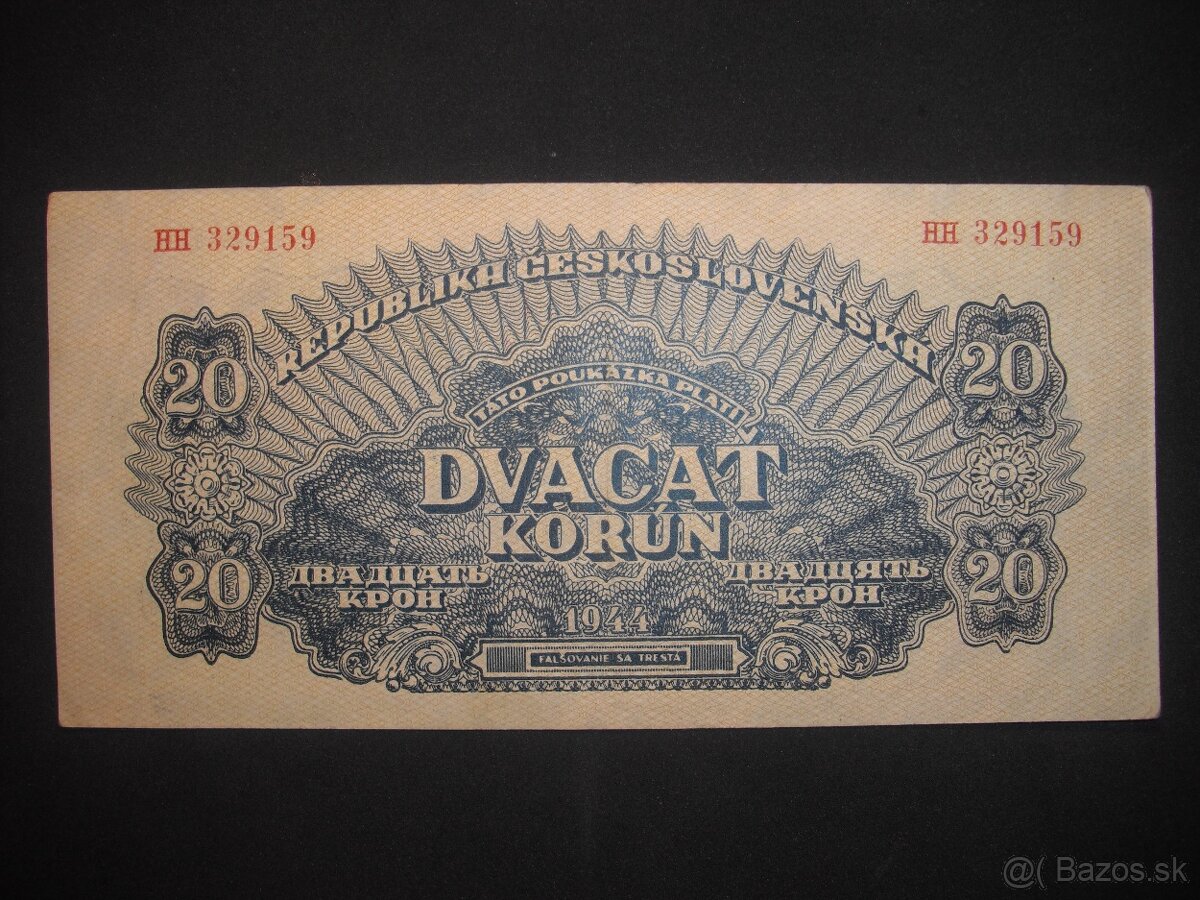 НН 329159
НН 329159
REPUBLIKA ČESKOSLOVENSKÁ
20
20
TÁTO POUKÁZKA PLATÍ
DVACAŤ
KORÚN
20
20
ДВАДЦАТЬ
КРОН
ДВАДЦЯТЬ
КРОН
1944
FALŠOVANIE SA TRESTÁ
@( Bazos.sk